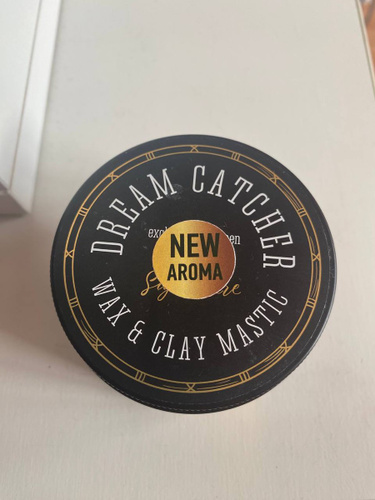 DREAM CATCHER
NEW
AROMA
WAX & CLAY MASTIC